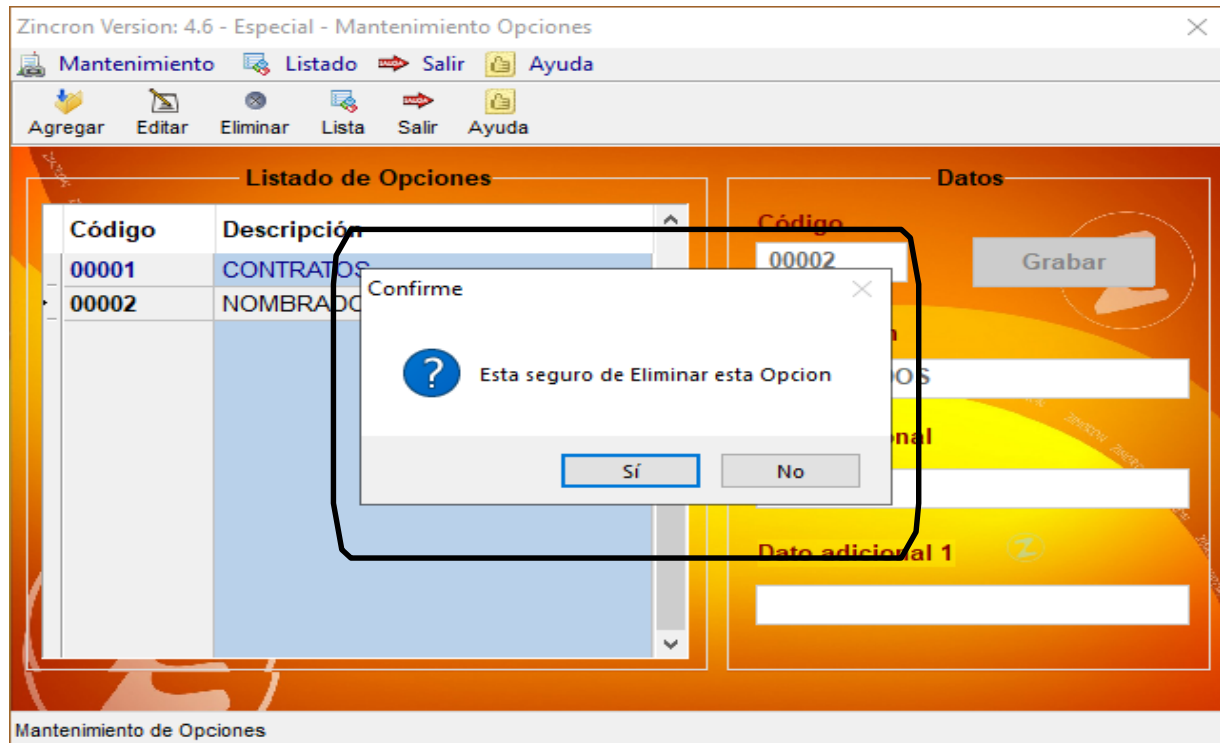 Zincron Version: 4.6 - Especial - Mantenimiento Opciones
Mantenimiento Listado Salir Ayuda
Agregar Editar Eliminar Lista Salir Ayuda
Listado de Opciones
Código Descripción
00001 CONTRATOS
00002 NOMBRADO
Confirme
Esta seguro de Eliminar esta Opcion
Sí No
Datos
Código
00002 Grabar
Dato adicional 1
Mantenimiento de Opciones